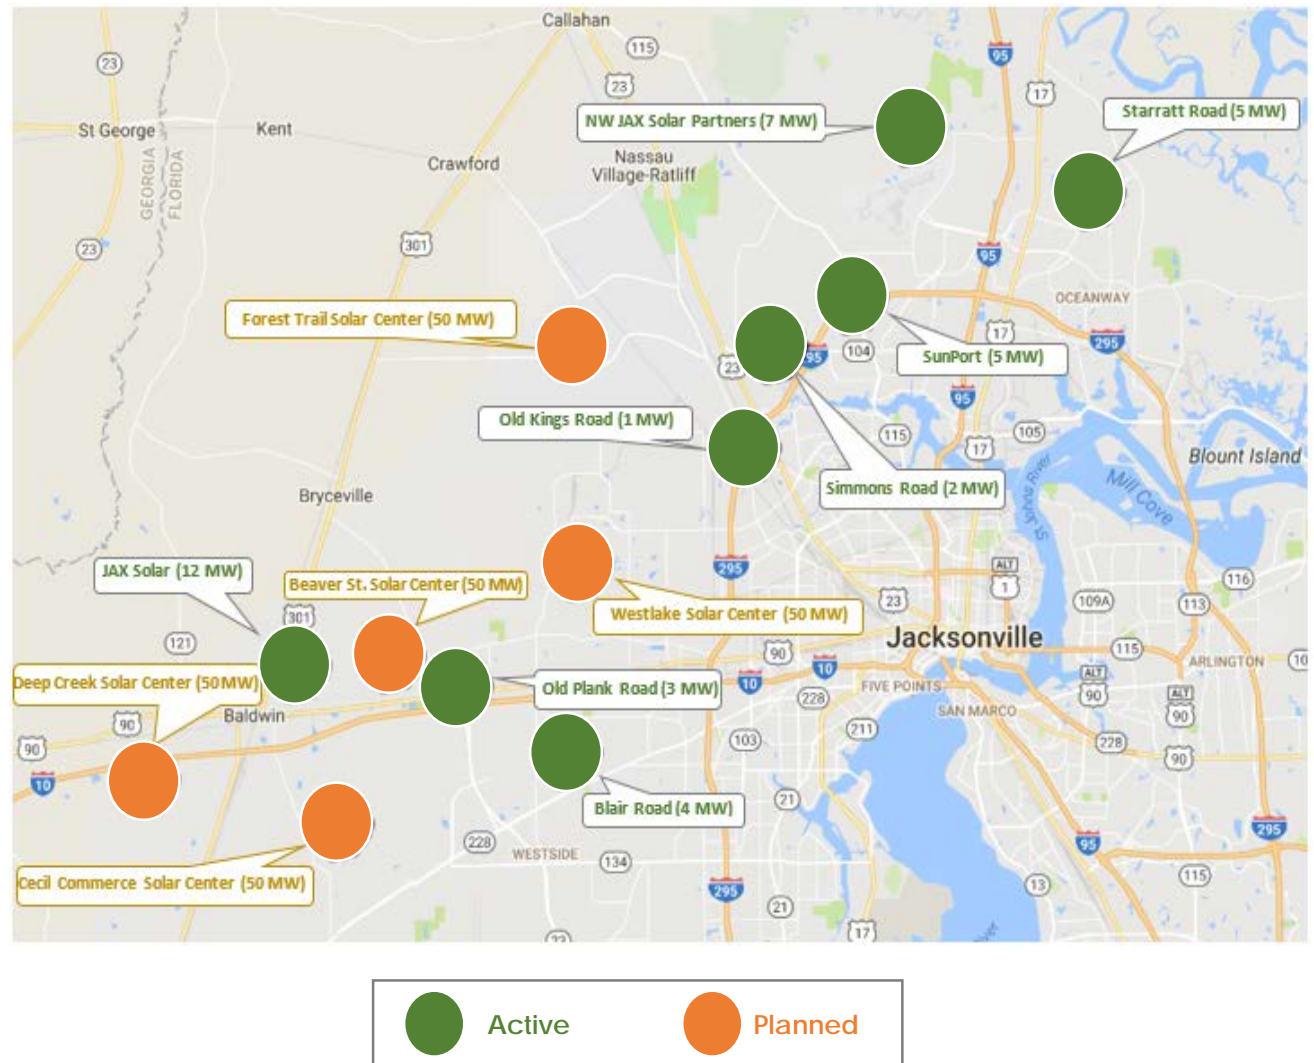 Callahan
115
95
23
23
17
NW JAX Solar Partners (7 MW)
Starratt Road (5 MW)
St George
Kent
Nassau
Village-Ratliff
Crawford
GEORGIA
FLORIDA
301
23
95
OCEANWAY
Forest Trail Solar Center (50 MW)
17
295
104
95
SunPort (5 MW)
23
95
Old Kings Road (1 MW)
115
105
17
Blount Island
Simmons Road (2 MW)
Mill Cove
St Johns River
Bryceville
JAX Solar (12 MW)
Beaver St. Solar Center (50 MW)
295
ALT
1
116
Westlake Solar Center (50 MW)
23
109A
113
301
121
Jacksonville
90
115
ARLINGTON
10
10
10
Deep Creek Solar Center (50 MW)
Old Plank Road (3 MW)
FIVE POINTS
ALT
90
ALT
90
228
SAN MARCO
Baldwin
90
90
103
211
228
90
10
21
Blair Road (4 MW)
295
228
WESTSIDE
134
95
Cecil Commerce Solar Center (50 MW)
295
13
115
21
17
Active
Planned